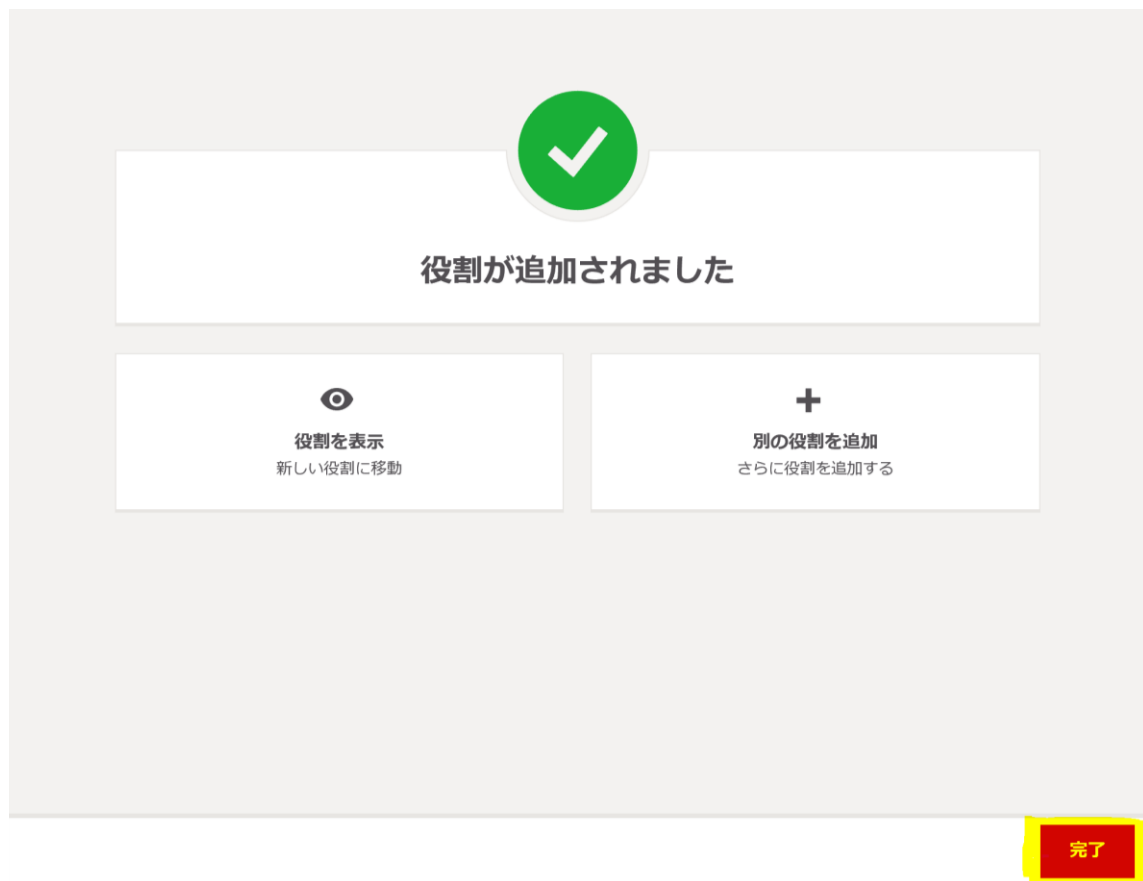 役割が追加されました
役割を表示
新しい役割に移動
別の役割を追加
さらに役割を追加する
完了